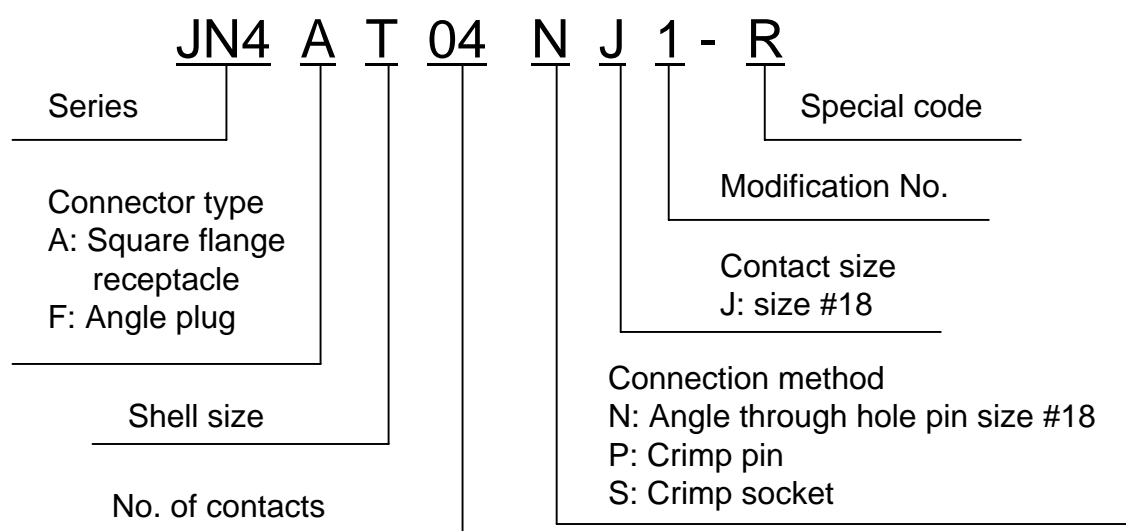 JN4 A T 04 N J 1 - R
Series
Special code
Connector type
A: Square flange
receptacle
F: Angle plug
Modification No.
Contact size
J: size #18
Shell size
Connection method
N: Angle through hole pin size #18
P: Crimp pin
S: Crimp socket
No. of contacts